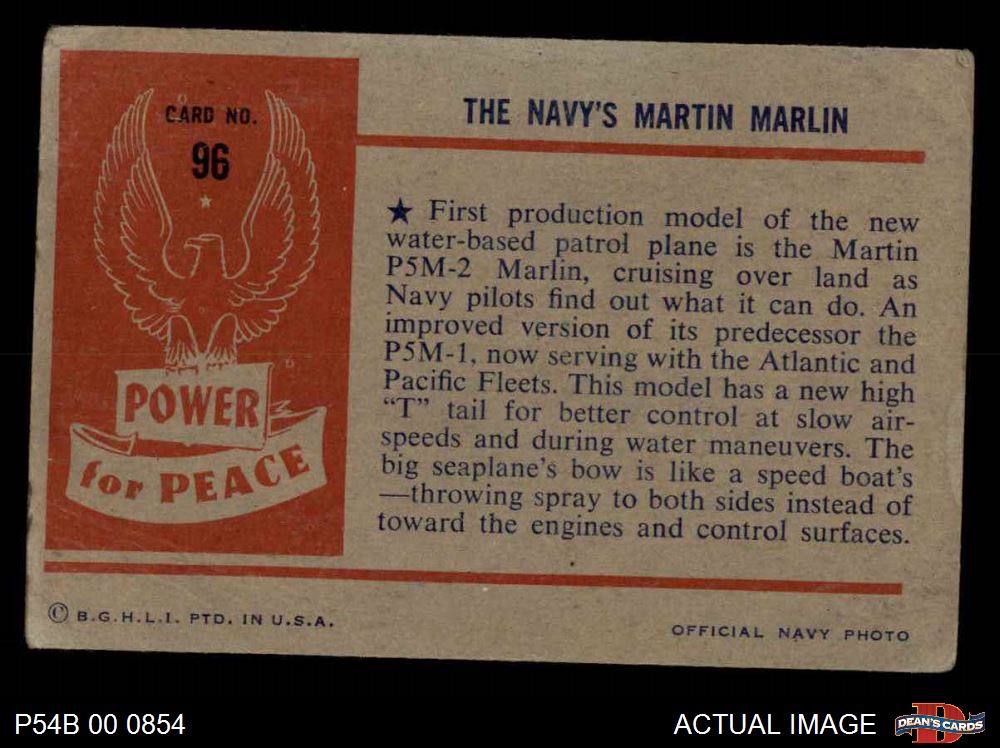 CARD NO.
96
POWER
for PEACE
THE NAVY'S MARTIN MARLIN
★ First production model of the new
water-based patrol plane is the Martin
P5M-2 Marlin, cruising over land as
Navy pilots find out what it can do. An
improved version of its predecessor the
P5M-1, now serving with the Atlantic and
Pacific Fleets. This model has a new high
“T” tail for better control at slow air-
speeds and during water maneuvers. The
big seaplane's bow is like a speed boat's
—throwing spray to both sides instead of
toward the engines and control surfaces.
© B.G.H.L.I. PTD. IN U.S.A.
OFFICIAL NAVY PHOTO
P54B 00 0854
ACTUAL IMAGE
DEAN'S CARDS